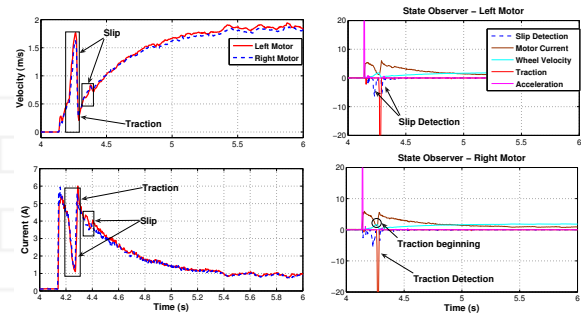 2
1.5
1
0.5
0
Velocity (m/s)
4 4.5 5 5.5 6
Slip
Traction
Left Motor
Right Motor
State Observer − Left Motor
20
10
0
−10
−20
4 4.5 5 5.5 6
Slip Detection
Slip Detection
Motor Current
Wheel Velocity
Traction
Acceleration
7
6
5
4
3
2
1
0
Current (A)
4 4.2 4.4 4.6 4.8 5 5.2 5.4 5.6 5.8 6
Time (s)
Traction
Slip
State Observer − Right Motor
20
10
0
−10
−20
4 4.5 5 5.5 6
Time (s)
Traction beginning
Traction Detection